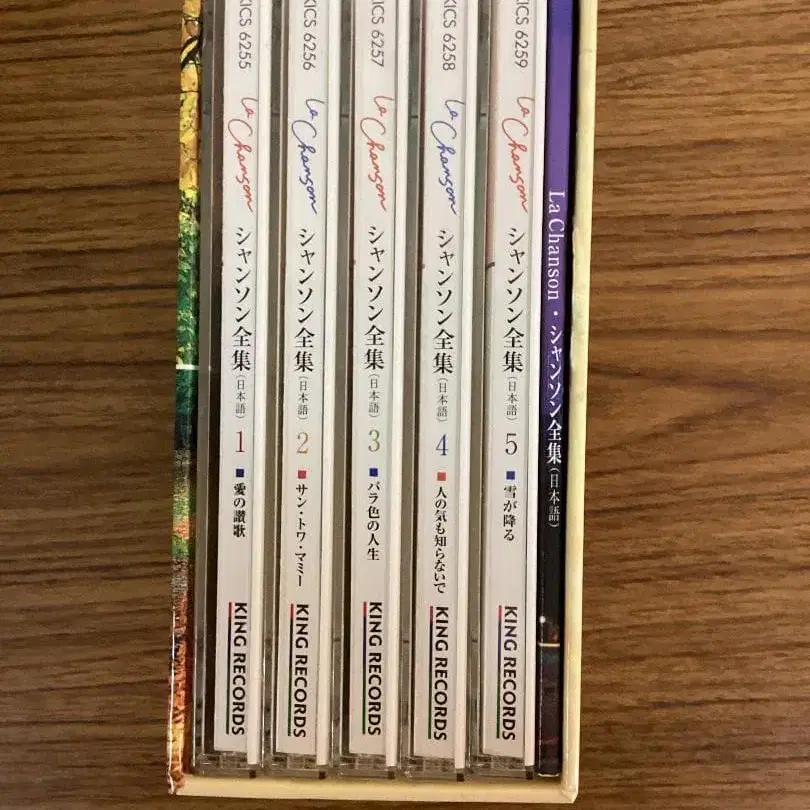 KICS 6255
La Chanson
シャンソン全集(日本語)1 ■ 愛の讃歌
KING RECORDS
KICS 6256
La Chanson
シャンソン全集(日本語)2 ■ サン・トワ・マミー
KING RECORDS
KICS 6257
La Chanson
シャンソン全集(日本語)3 ■ バラ色の人生
KING RECORDS
KICS 6258
La Chanson
シャンソン全集(日本語)4 ■ 人の気も知らないで
KING RECORDS
KICS 6259
La Chanson
シャンソン全集(日本語)5 ■ 雪が降る
KING RECORDS
La Chanson・シャンソン全集(日本語)